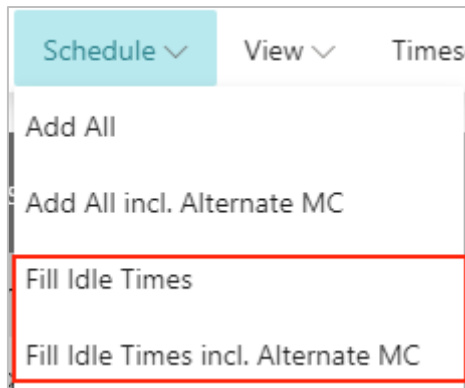 Schedule View Times
Add All
Add All incl. Alternate MC
Fill Idle Times
Fill Idle Times incl. Alternate MC